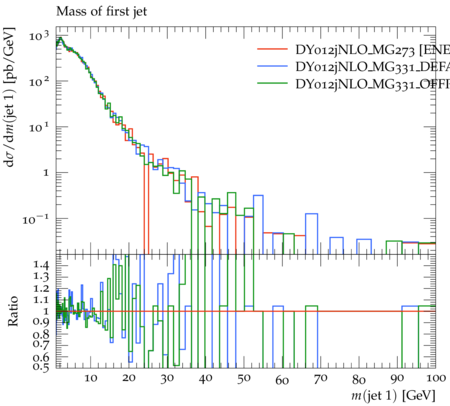 Mass of first jet
dσ/dm(jet 1) [pb/GeV]
10³
10²
10¹
1
10⁻¹
DY012jNLO_MG273 [ENE
DY012jNLO_MG331_DEFA
DY012jNLO_MG331_OFFI
Ratio
1.4
1.3
1.2
1.1
1
0.9
0.8
0.7
0.6
0.5
10 20 30 40 50 60 70 80 90 100
m(jet 1) [GeV]